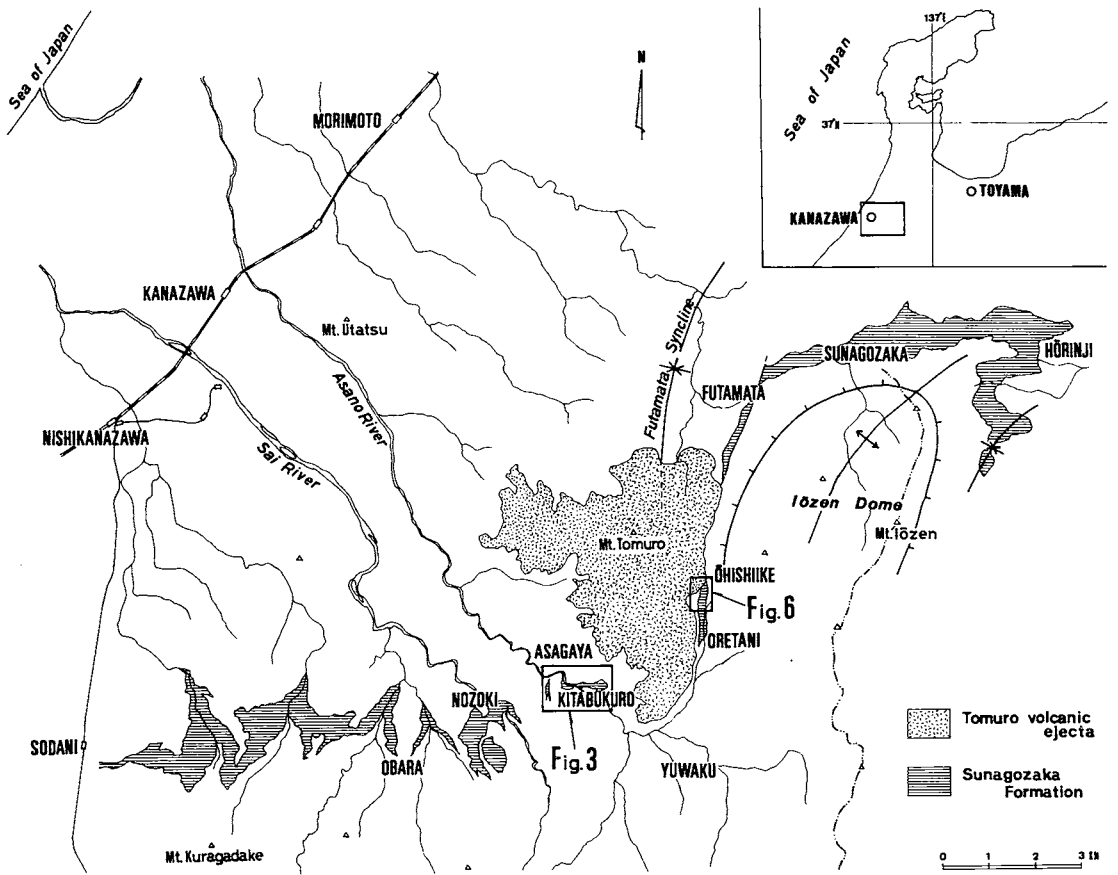 Sea of Japan
N
137°E
Sea of Japan
37°N
TOYAMA
KANAZAWA
MORIMOTO
KANAZAWA
Mt. Utatsu
Asano River
Futamata Syncline
SUNAGOZAKA
HŌRINJI
FUTAMATA
NISHIKANAZAWA
Sai River
Iōzen Dome
Mt. Iōzen
Mt. Tomuro
ŌHISHIIKE
Fig. 6
ORETANI
ASAGAYA
KITABUKURO
NOZOKI
SODANI
OBARA
Fig. 3
YUWAKU
Mt. Kuragadake
Tomuro volcanic
ejecta
Sunagozaka
Formation
0 1 2 3 KM